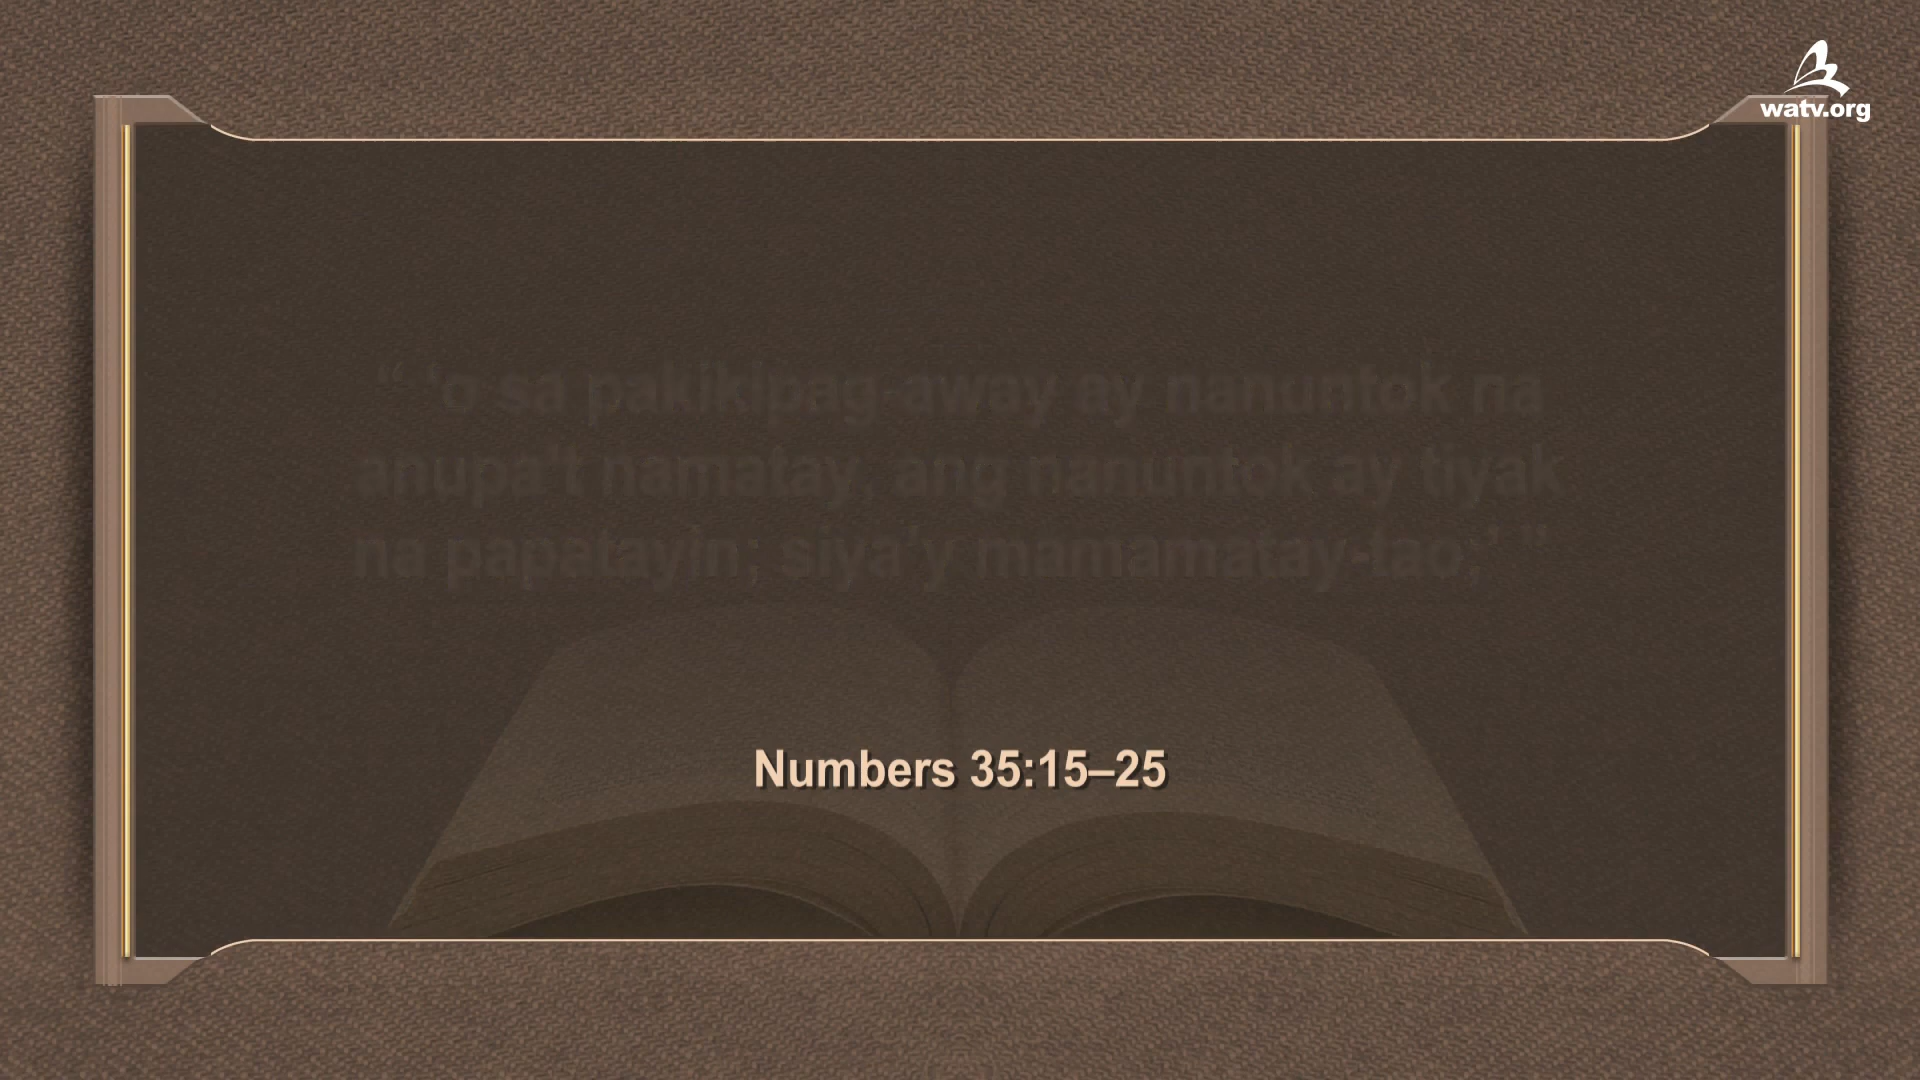 watv.org
“ ‘o sa pakikipag-away ay nanuntok na
anupa’t namatay, ang nanuntok ay tiyak
na papatayin; siya’y mamamatay-tao;’ ”
Numbers 35:15–25